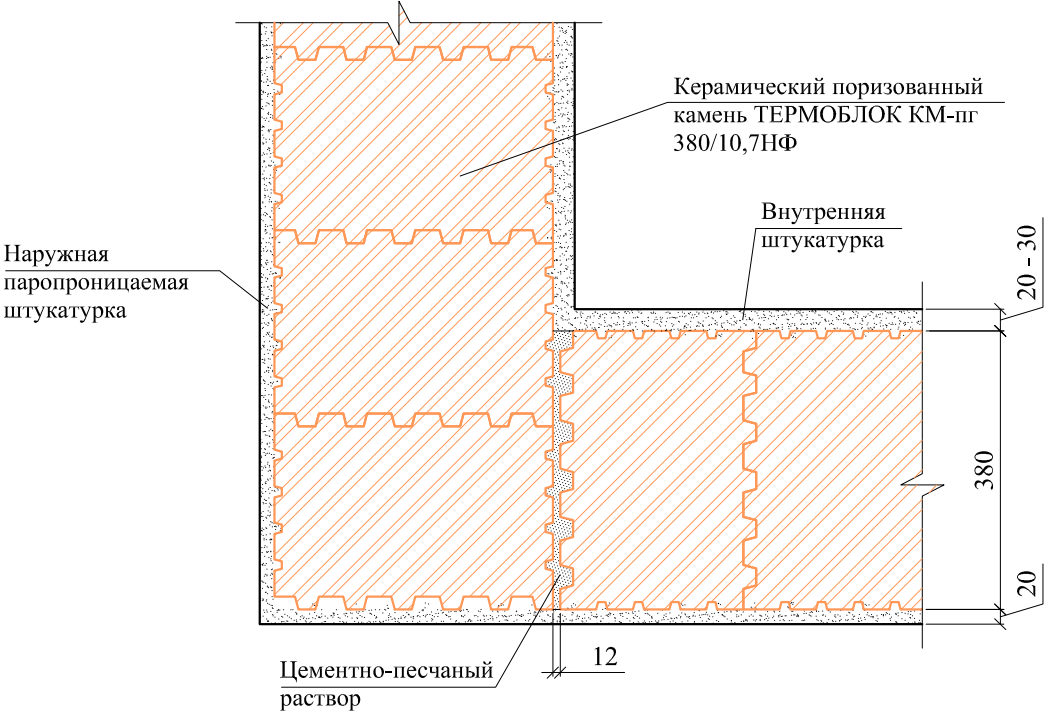 Керамический поризованный
камень ТЕРМОБЛОК КМ-пг
380/10,7НФ
Внутренняя
штукатурка
20 - 30
Наружная
паропроницаемая
штукатурка
380
20
12
Цементно-песчаный
раствор